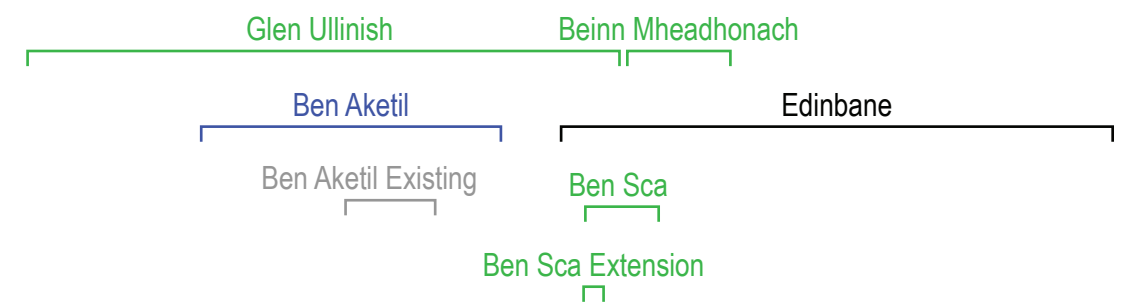 Glen Ullinish Beinn Mheadhonach
Ben Aketil Edinbane
Ben Aketil Existing Ben Sca
Ben Sca Extension